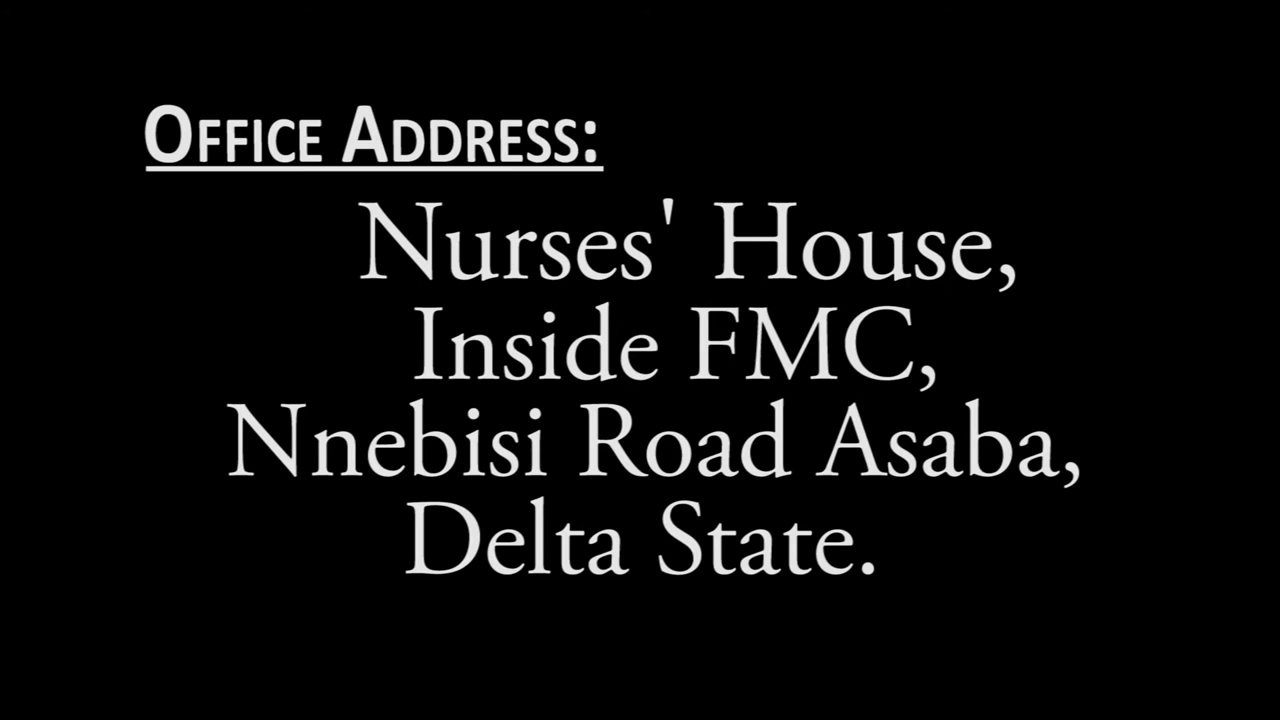 OFFICE ADDRESS:
Nurses' House,
Inside FMC,
Nnebisi Road Asaba,
Delta State.